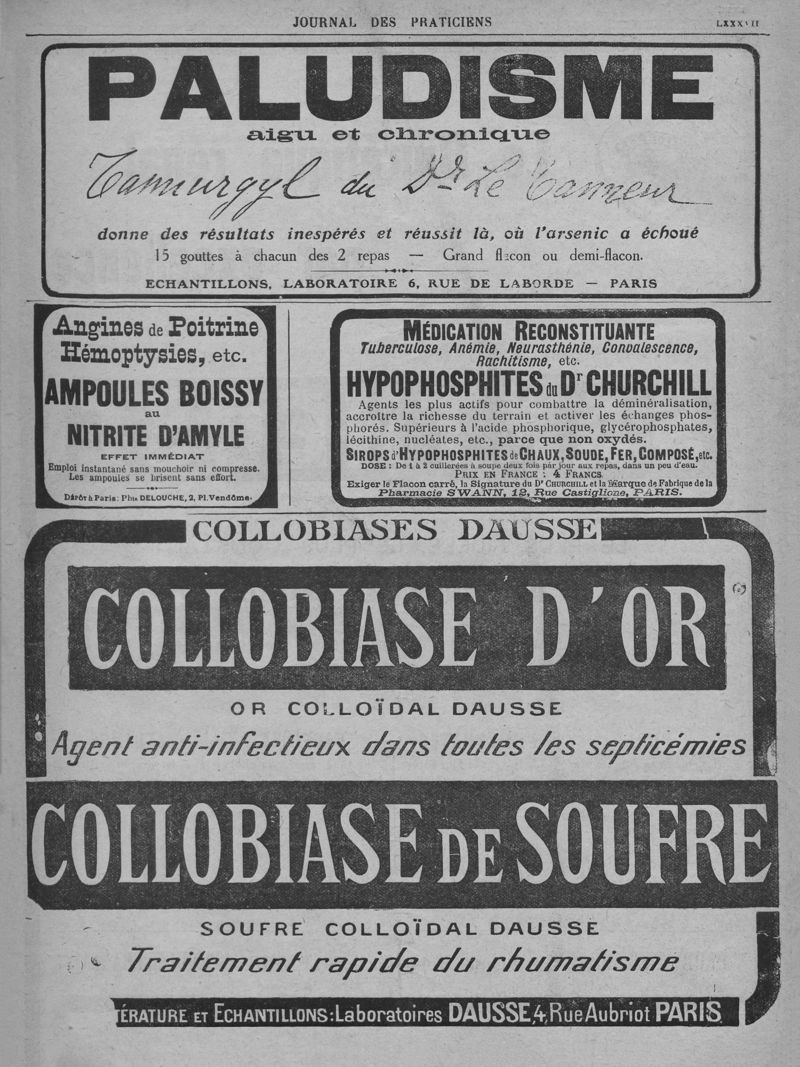 JOURNAL DES PRATICIENS
LXXXVII
PALUDISME
aigu et chronique
Tannurgyl du Dr Le Tanneur
donne des résultats inespérés et réussit là, où l'arsenic a échoué
15 gouttes à chacun des 2 repas — Grand flacon ou demi-flacon.
ECHANTILLONS, LABORATOIRE 6, RUE DE LABORDE — PARIS
Angines de Poitrine
Hémoptysies, etc.
AMPOULES BOISSY
au
NITRITE D'AMYLE
EFFET IMMÉDIAT
Emploi instantané sans mouchoir ni compresse.
Les ampoules se brisent sans effort.
Dépôt à Paris: Phie DELOUCHE, 2, Pl. Vendôme.
MÉDICATION RECONSTITUANTE
Tuberculose, Anémie, Neurasthénie, Convalescence,
Rachitisme, etc.
HYPOPHOSPHITES du Dr CHURCHILL
Agents les plus actifs pour combattre la déminéralisation,
accroître la richesse du terrain et activer les échanges phos-
phorés. Supérieurs à l'acide phosphorique, glycérophosphates,
lécithine, nucléates, etc., parce que non oxydés.
SIROPS d'HYPOPHOSPHITES de CHAUX, SOUDE, FER, COMPOSÉ, etc.
DOSE: De 1 à 2 cuillerées à soupe deux fois par jour aux repas, dans un peu d'eau.
PRIX EN FRANCE: 4 FRANCS
Exiger le Flacon carré, la Signature du Dr CHURCHILL et la Marque de Fabrique de la
Pharmacie SWANN, 12, Rue Castiglione, PARIS.
COLLOBIASES DAUSSE
COLLOBIASE D'OR
OR COLLOÏDAL DAUSSE
Agent anti-infectieux dans toutes les septicémies
COLLOBIASE DE SOUFRE
SOUFRE COLLOÏDAL DAUSSE
Traitement rapide du rhumatisme
TÉRATURE ET ECHANTILLONS: Laboratoires DAUSSE, 4, Rue Aubriot PARIS